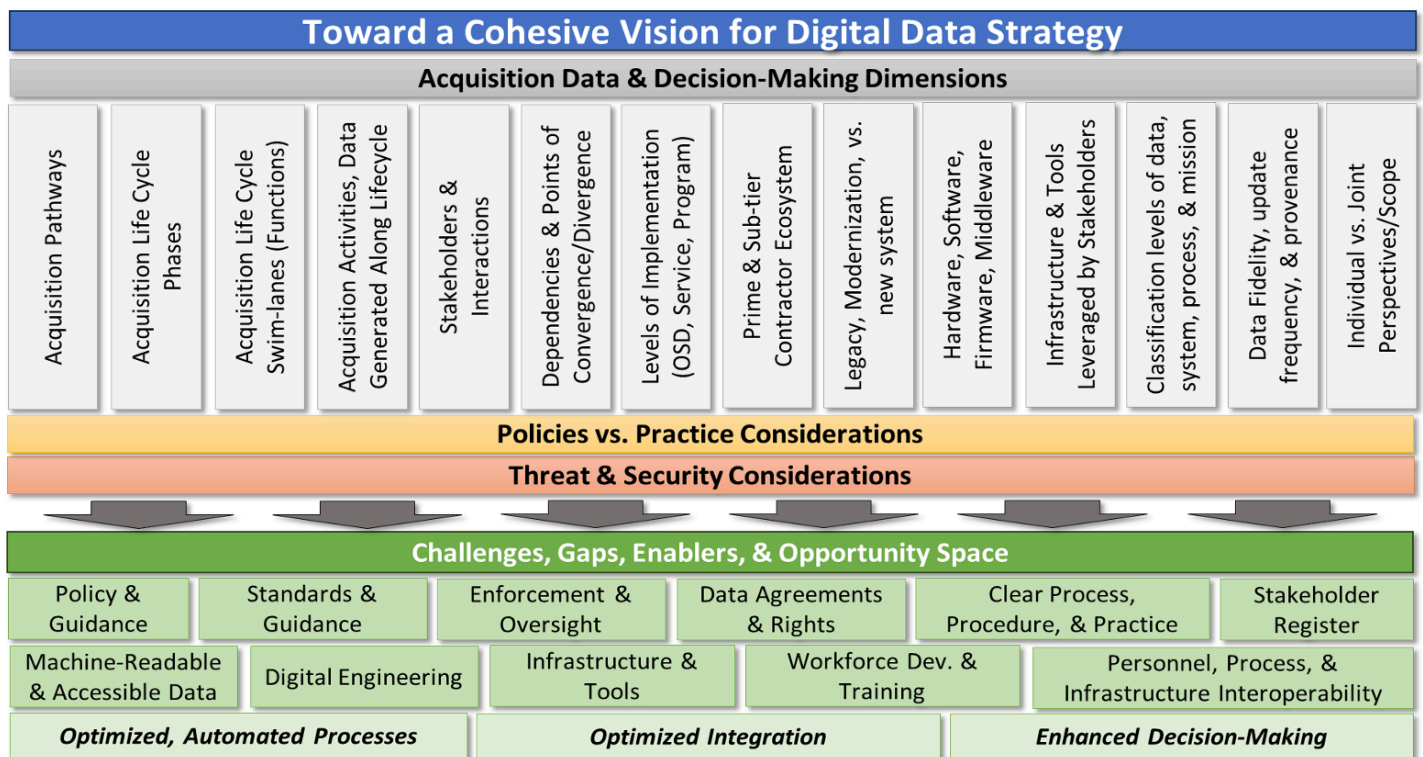 Toward a Cohesive Vision for Digital Data Strategy
Acquisition Data & Decision-Making Dimensions
Acquisition Pathways
Acquisition Life Cycle
Phases
Acquisition Life Cycle
Swim-lanes (Functions)
Acquisition Activities, Data
Generated Along Lifecycle
Stakeholders &
Interactions
Dependencies & Points of
Convergence/Divergence
Levels of Implementation
(OSD, Service, Program)
Prime & Sub-tier
Contractor Ecosystem
Legacy, Modernization, vs.
new system
Hardware, Software,
Firmware, Middleware
Infrastructure & Tools
Leveraged by Stakeholders
Classification levels of data,
system, process, & mission
Data Fidelity, update
frequency, & provenance
Individual vs. Joint
Perspectives/Scope
Policies vs. Practice Considerations
Threat & Security Considerations
Challenges, Gaps, Enablers, & Opportunity Space
Policy &
Guidance
Standards &
Guidance
Enforcement &
Oversight
Data Agreements
& Rights
Clear Process,
Procedure, & Practice
Stakeholder
Register
Machine-Readable
& Accessible Data
Digital Engineering
Infrastructure &
Tools
Workforce Dev. &
Training
Personnel, Process, &
Infrastructure Interoperability
Optimized, Automated Processes
Optimized Integration
Enhanced Decision-Making